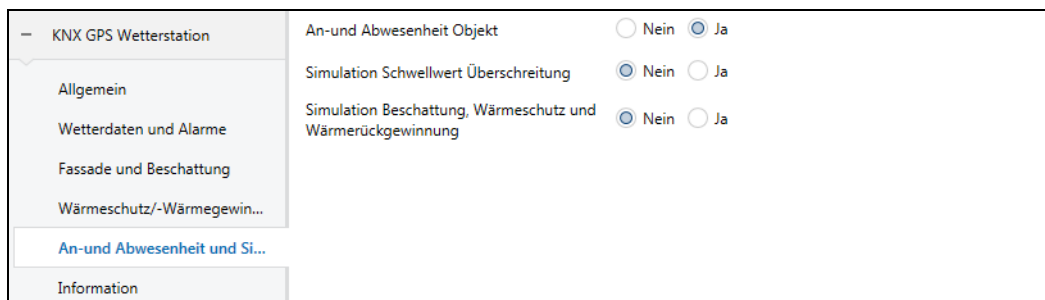 − KNX GPS Wetterstation
Allgemein
Wetterdaten und Alarme
Fassade und Beschattung
Wärmeschutz/-Wärmegewin...
An-und Abwesenheit und Si...
Information
An-und Abwesenheit Objekt Nein Ja
Simulation Schwellwert Überschreitung Nein Ja
Simulation Beschattung, Wärmeschutz und
Wärmerückgewinnung Nein Ja